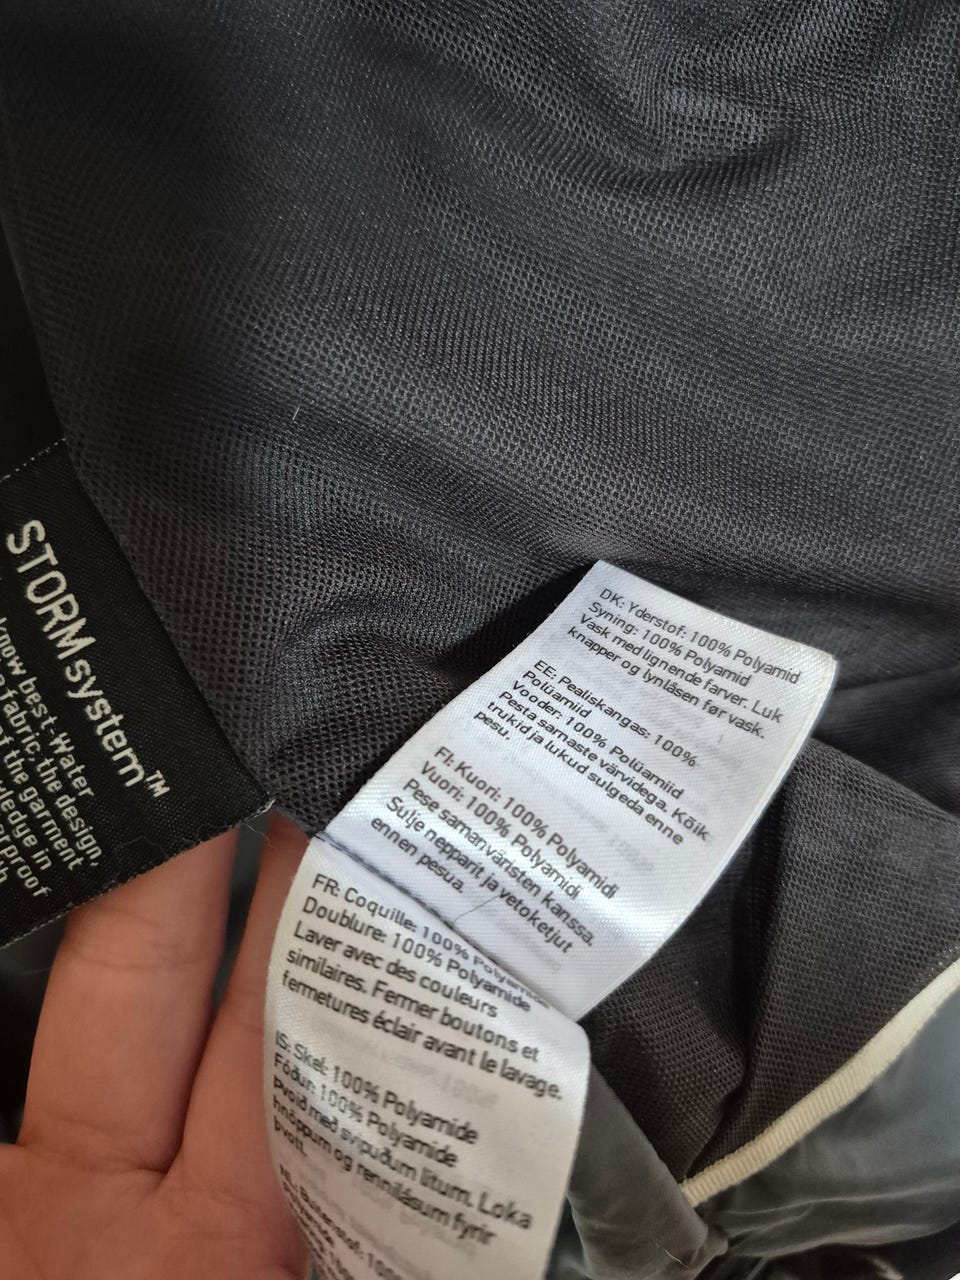 STORM system™
know best-Water
fabric, the design,
of the garment
in
proof
DK: Yderstof: 100% Polyamid
Syning: 100% Polyamid
Vask med lignende farver. Luk
knapper og lynlåsen før vask.
EE: Pealiskangas: 100%
Polüamiid
Vooder: 100% Polüamiid
Pesta sarnaste värvidega. Kõik
trukid ja lukud sulgeda enne
pesu.
FI: Kuori: 100% Polyamidi
Vuori: 100% Polyamidi
Pese samanväristen kanssa.
Sulje nepparit ja vetoketjut
ennen pesua.
FR: Coquille: 100% Polyamide
Doublure: 100% Polyamide
Laver avec des couleurs
similaires. Fermer boutons et
fermetures éclair avant le lavage.
IS: Skel: 100% Polyamide
Fóður: 100% Polyamide
Þvoið með svipuðum litum. Loka
hnöppum og rennilásum fyrir
þvott.